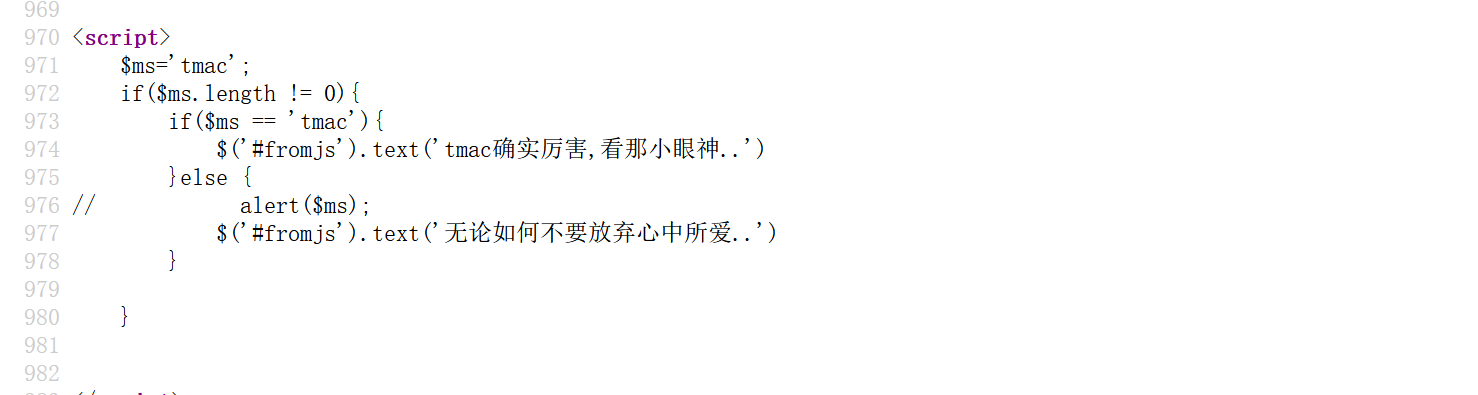 969
970 <script>
971     $ms='tmac';
972     if($ms.length != 0){
973         if($ms == 'tmac'){
974             $('#fromjs').text('tmac确实厉害,看那小眼神..')
975         }else {
976 //            alert($ms);
977             $('#fromjs').text('无论如何不要放弃心中所爱..')
978         }
979
980     }
981
982